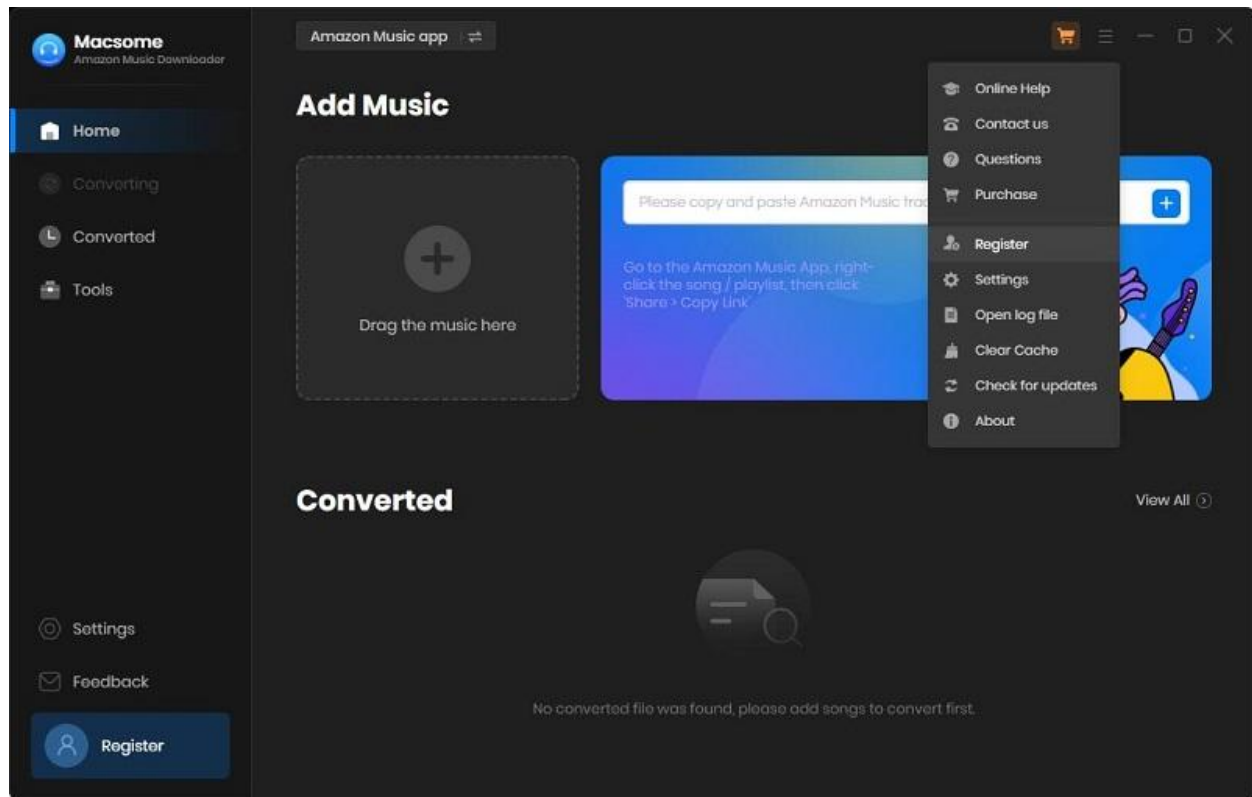 Macsome
Amazon Music Downloader
Home
Converting
Converted
Tools
Settings
Feedback
Register
Amazon Music app
Add Music
Drag the music here
Please copy and paste Amazon Music trac
Go to the Amazon Music App, right-
click the song / playlist, then click
'Share > Copy Link'
Online Help
Contact us
Questions
Purchase
Register
Settings
Open log file
Clear Cache
Check for updates
About
Converted
View All
No converted file was found, please add songs to convert first.